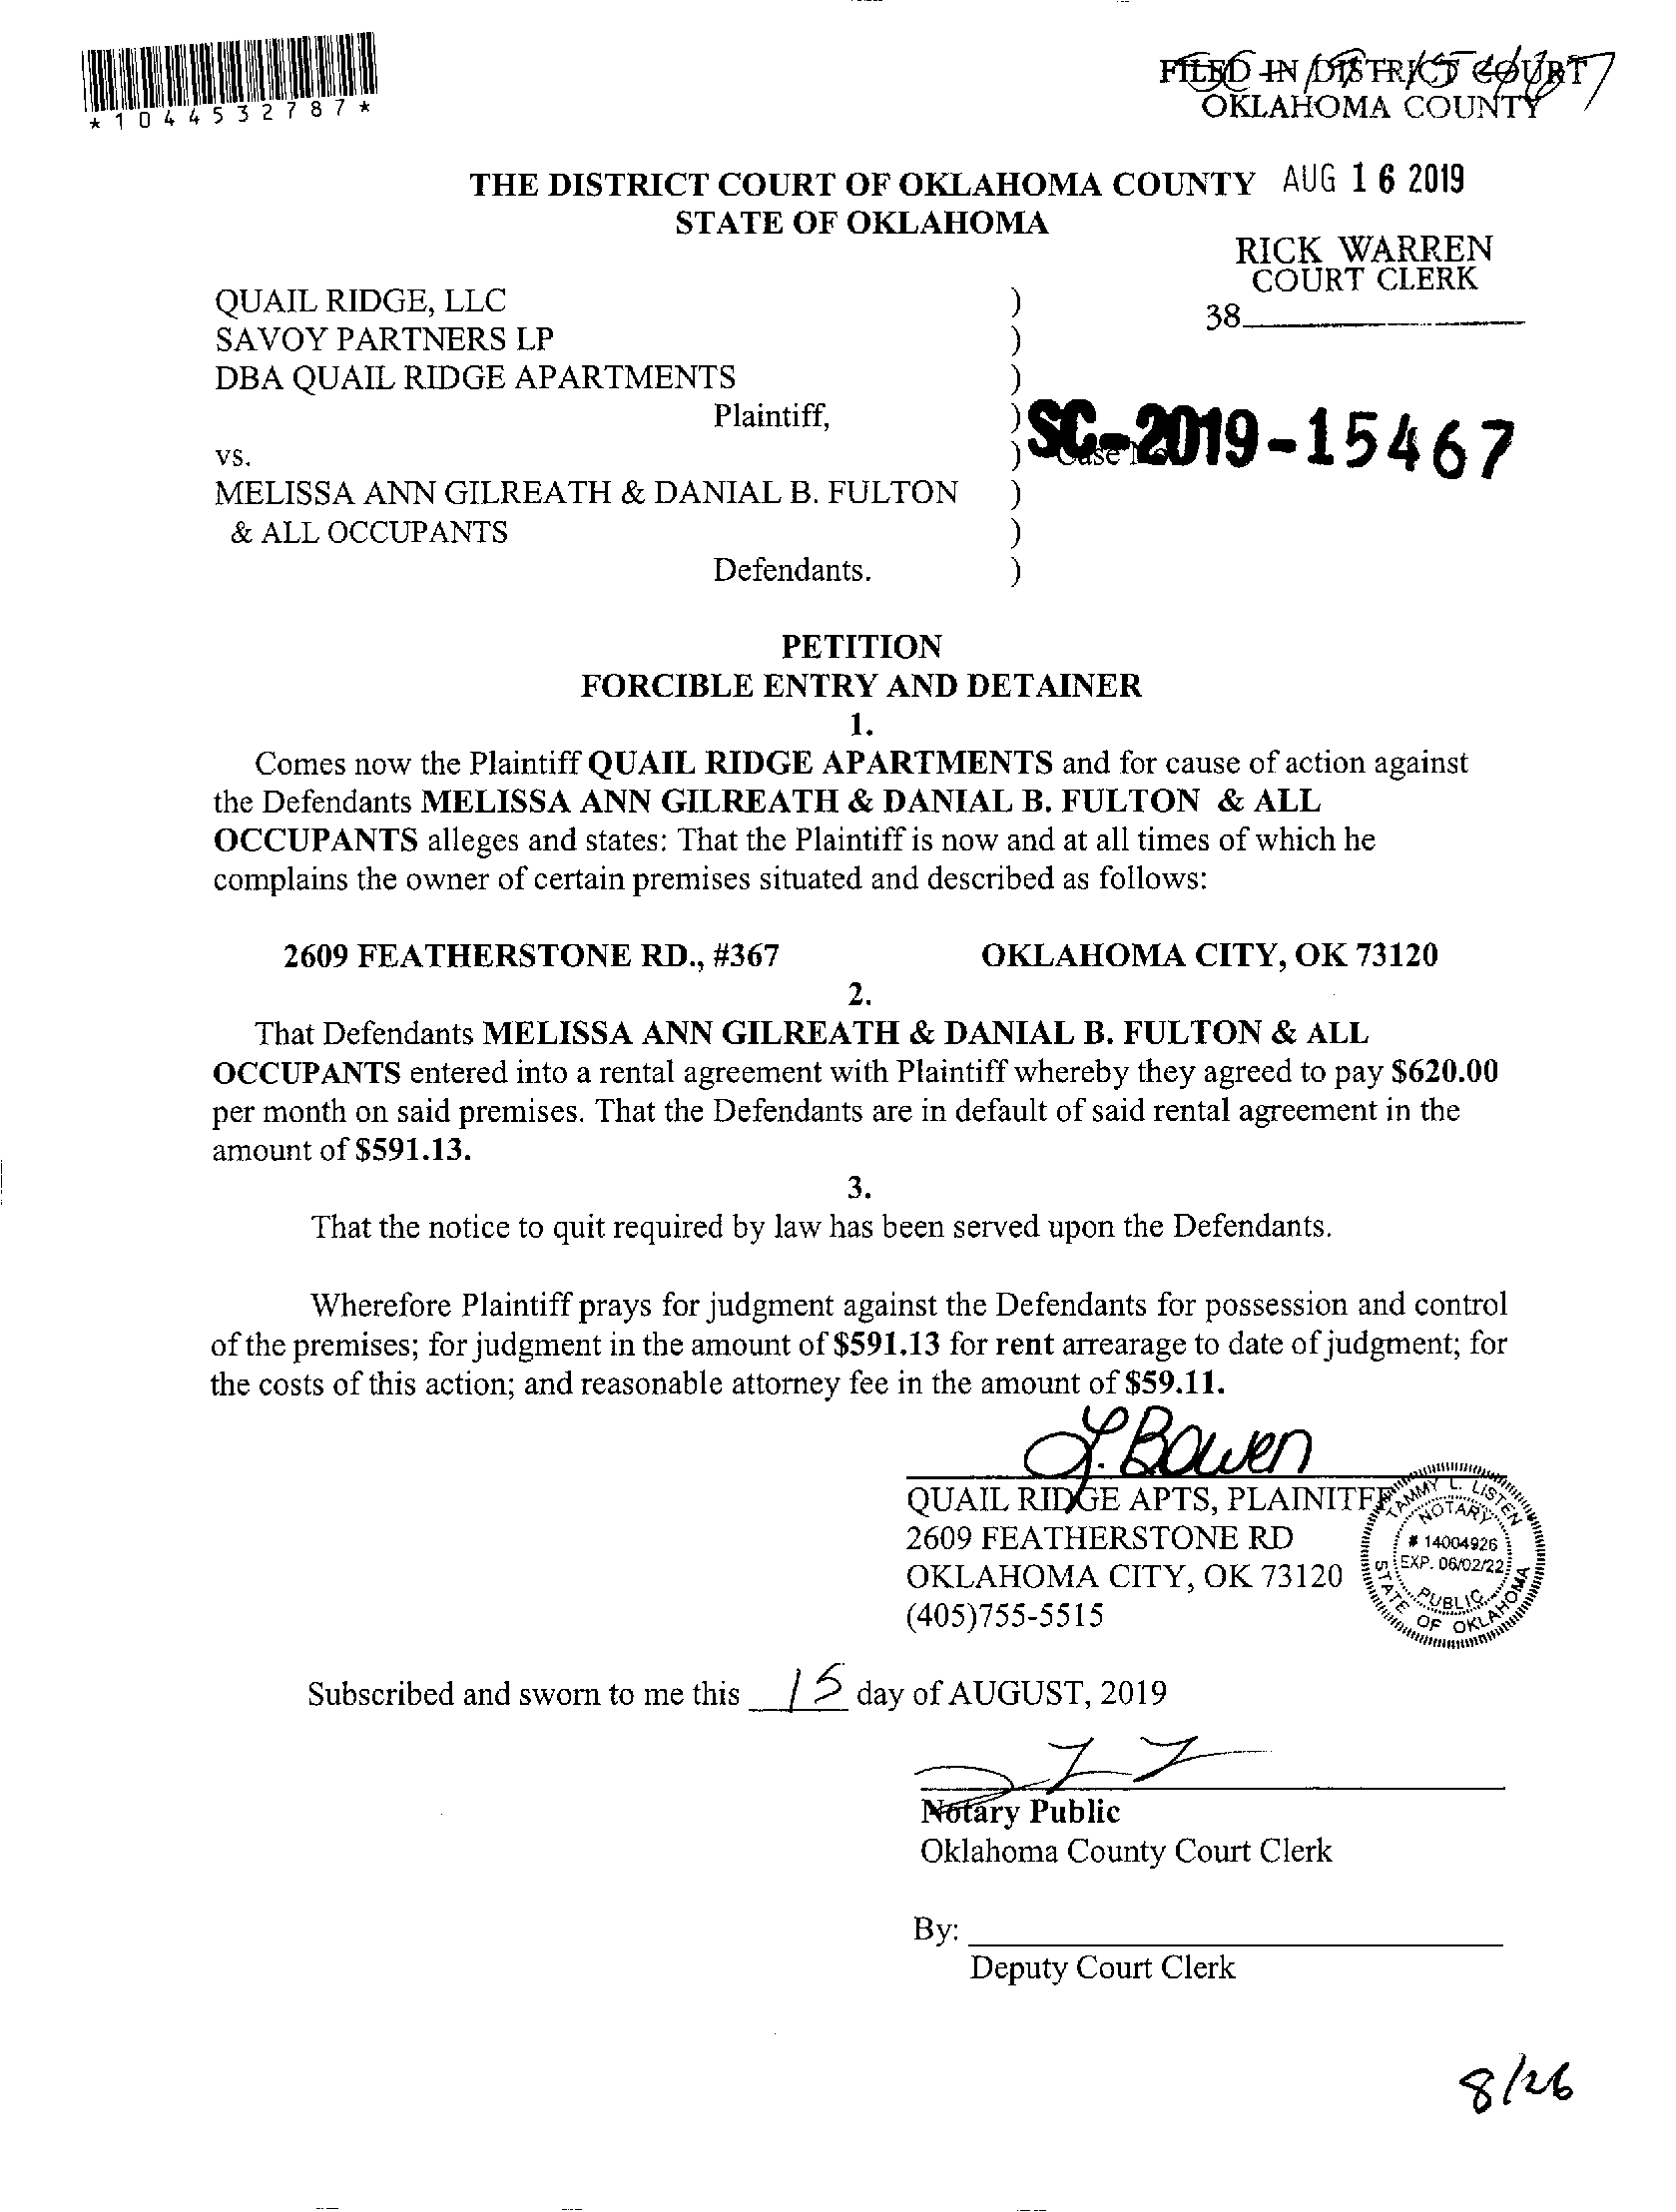 *1044532787*
FILED IN DISTRICT COURT
OKLAHOMA COUNTY
THE DISTRICT COURT OF OKLAHOMA COUNTY AUG 16 2019
STATE OF OKLAHOMA
RICK WARREN
COURT CLERK
38
QUAIL RIDGE, LLC )
SAVOY PARTNERS LP )
DBA QUAIL RIDGE APARTMENTS )
Plaintiff, )
SC-2019-15467
vs. ) Case No
MELISSA ANN GILREATH & DANIAL B. FULTON )
& ALL OCCUPANTS )
Defendants. )
PETITION
FORCIBLE ENTRY AND DETAINER
1.
Comes now the Plaintiff QUAIL RIDGE APARTMENTS and for cause of action against
the Defendants MELISSA ANN GILREATH & DANIAL B. FULTON & ALL
OCCUPANTS alleges and states: That the Plaintiff is now and at all times of which he
complains the owner of certain premises situated and described as follows:
2609 FEATHERSTONE RD., #367 OKLAHOMA CITY, OK 73120
2.
That Defendants MELISSA ANN GILREATH & DANIAL B. FULTON & ALL
OCCUPANTS entered into a rental agreement with Plaintiff whereby they agreed to pay $620.00
per month on said premises. That the Defendants are in default of said rental agreement in the
amount of $591.13.
3.
That the notice to quit required by law has been served upon the Defendants.
Wherefore Plaintiff prays for judgment against the Defendants for possession and control
of the premises; for judgment in the amount of $591.13 for rent arrearage to date of judgment; for
the costs of this action; and reasonable attorney fee in the amount of $59.11.
L. Bowen
QUAIL RIDGE APTS, PLAINITFF
2609 FEATHERSTONE RD
OKLAHOMA CITY, OK 73120
(405)755-5515
TAMMY L. LISTEN
NOTARY
# 14004926
EXP. 06/02/22
PUBLIC
STATE OF OKLAHOMA
Subscribed and sworn to me this 15 day of AUGUST, 2019
Notary Public
Oklahoma County Court Clerk
By:
Deputy Court Clerk
8/26